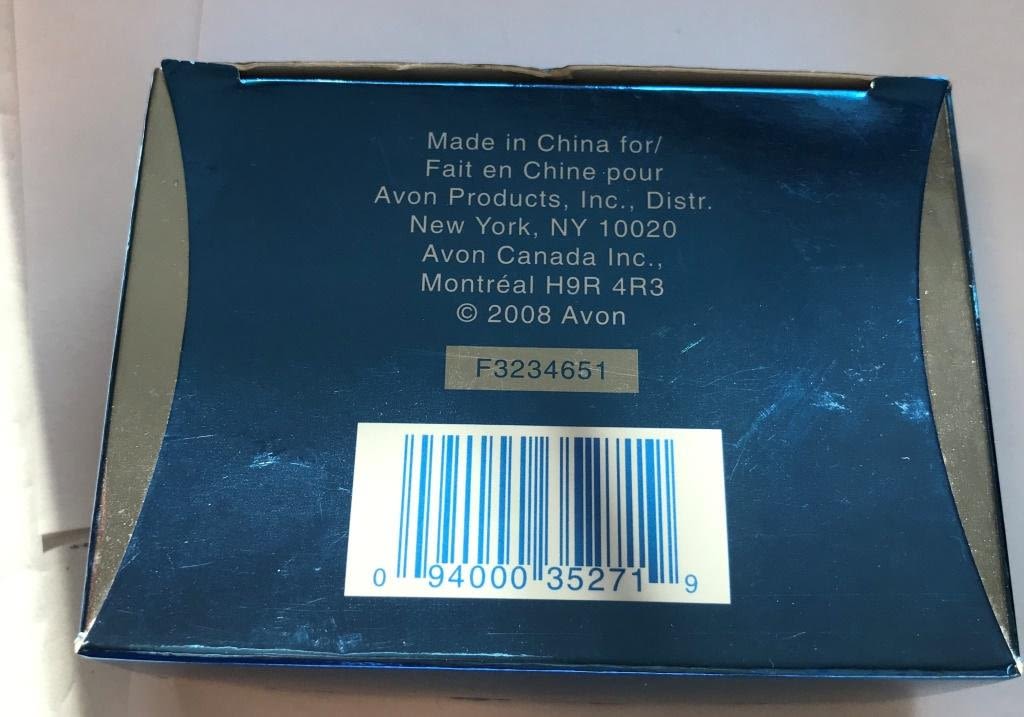 Made in China for/
Fait en Chine pour
Avon Products, Inc., Distr.
New York, NY 10020
Avon Canada Inc.,
Montréal H9R 4R3
© 2008 Avon
F3234651
0 94000 35271 9